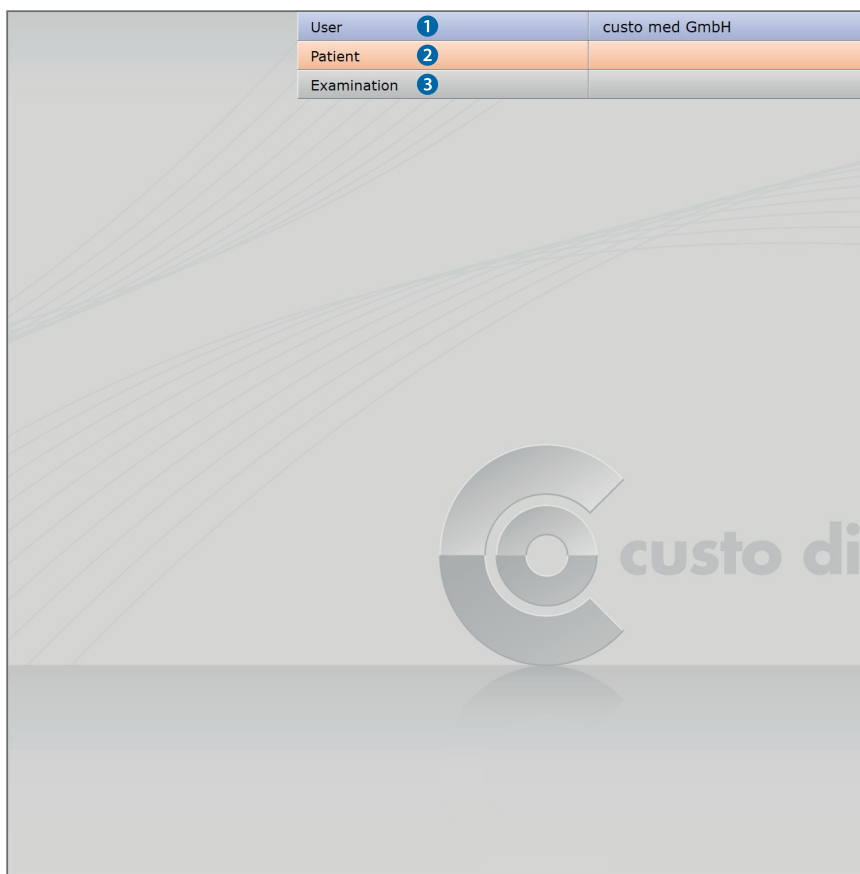 User 1 custo med GmbH
Patient 2
Examination 3
custo di